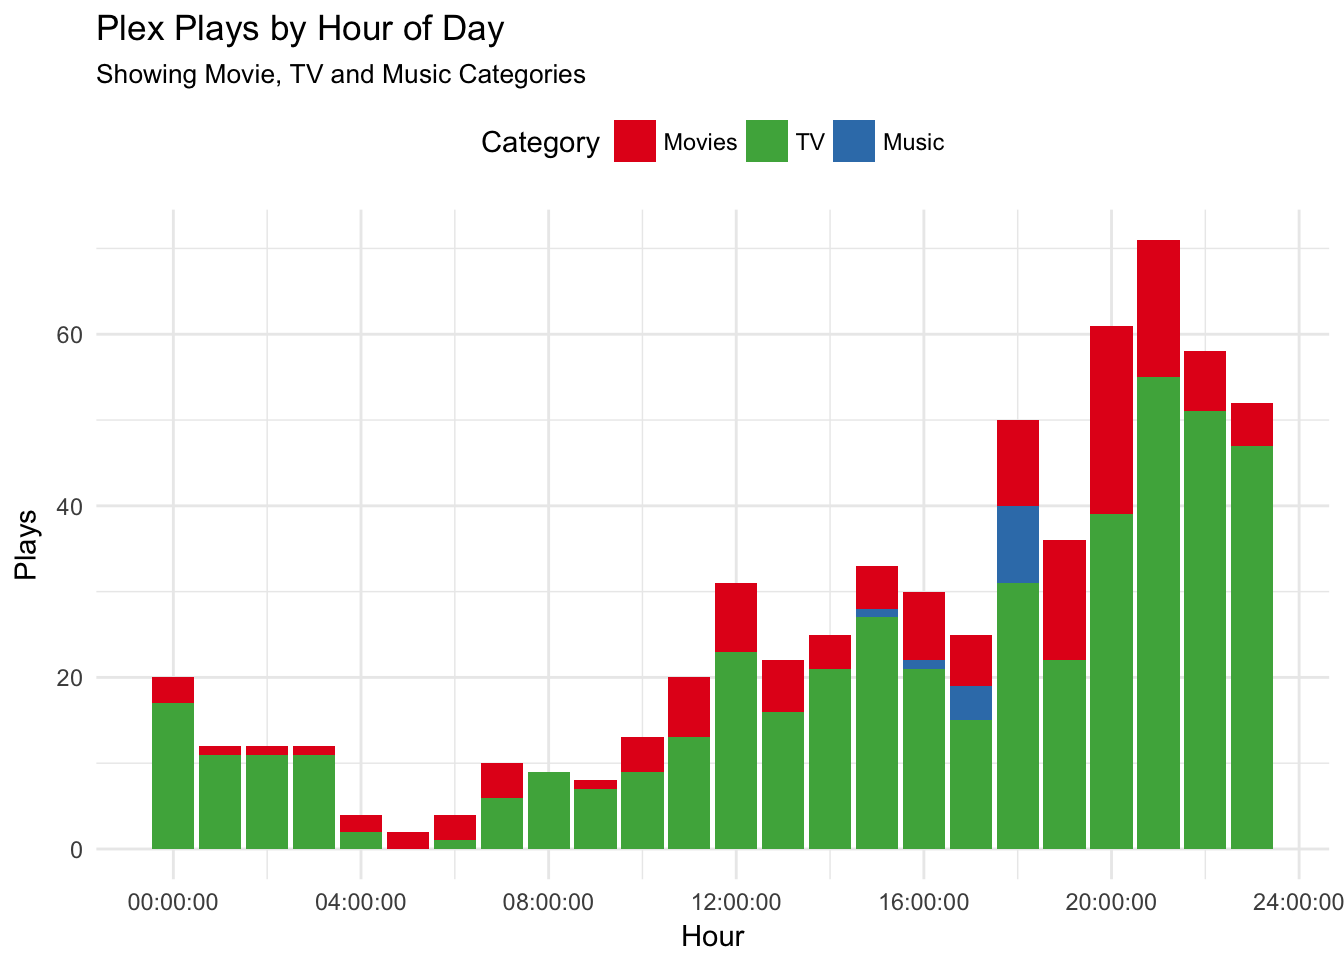 Plex Plays by Hour of Day
Showing Movie, TV and Music Categories
Category Movies TV Music
Plays
60
40
20
0
00:00:00 04:00:00 08:00:00 12:00:00 16:00:00 20:00:00 24:00:00
Hour